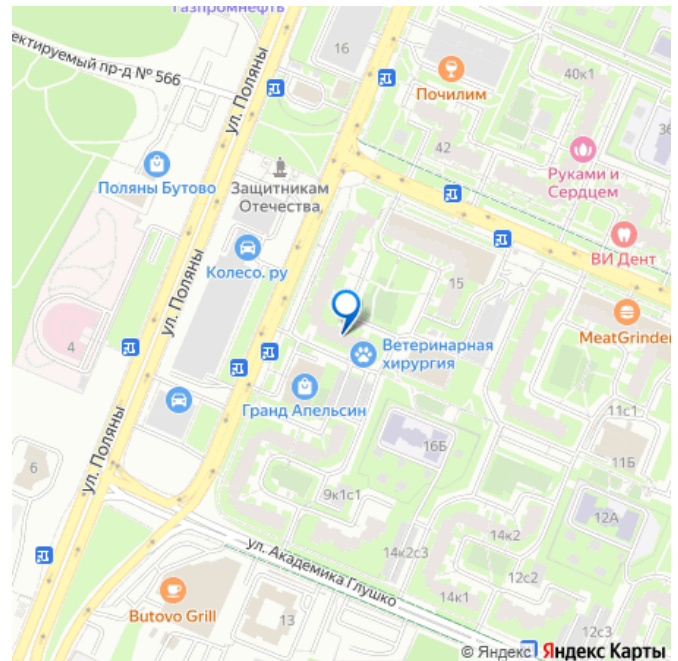 Газпромнефть
ектируемый пр-д № 566
ул. Поляны
16
40к1
Почилим
42
36
Поляны Бутово
Защитникам
Отечества
Руками и
Сердцем
ВИ Дент
Колесо.ру
ул. Поляны
15
4
Ветеринарная
хирургия
MeatGrinder
Гранд Апельсин
ул. Поляны
16Б
11с1
11Б
6
9к1с1
12А
14к2
14к2с3
ул. Академика Глушко
12с2
14к1
Butovo Grill
13
12с3
© Яндекс Яндекс Карты